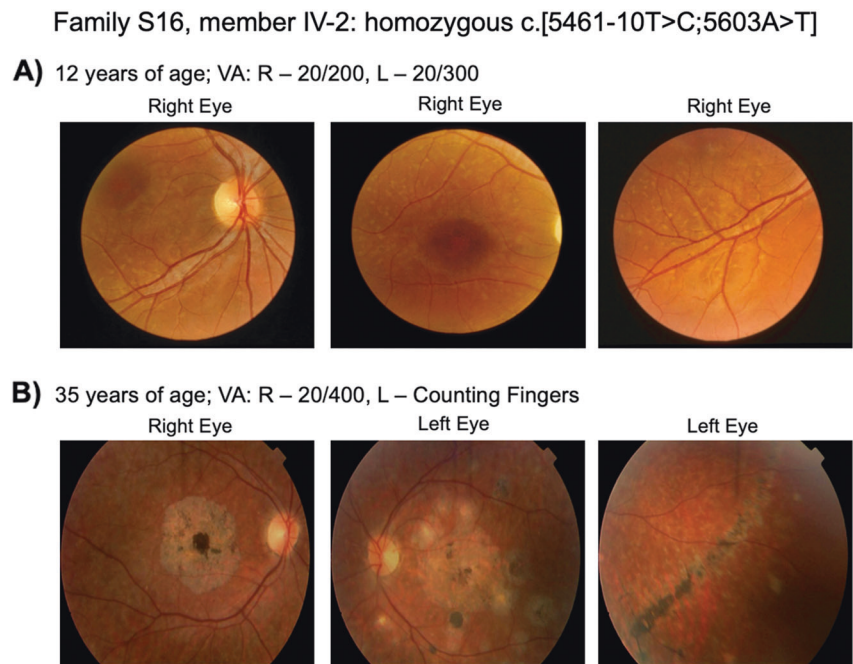 Family S16, member IV-2: homozygous c.[5461-10T>C;5603A>T]
A) 12 years of age; VA: R – 20/200, L – 20/300
Right Eye
Right Eye
Right Eye
B) 35 years of age; VA: R – 20/400, L – Counting Fingers
Right Eye
Left Eye
Left Eye